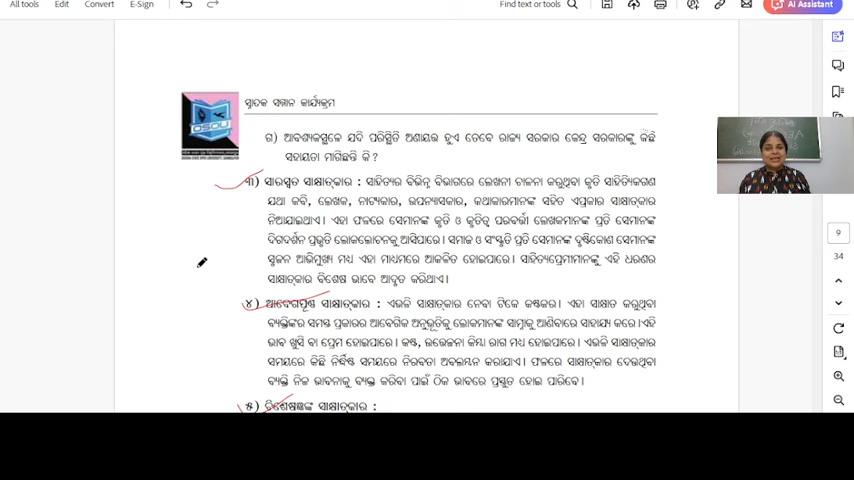 All tools Edit Convert E-Sign Find text or tools AI Assistant
ସ୍ନାତକ ସମ୍ମାନ କାର୍ଯ୍ୟକ୍ରମ
OSOU
ଗ) ଆବଶ୍ୟକସ୍ଥଳେ ଯଦି ପରିସ୍ଥିତି ଅଣାୟତ୍ତ ହୁଏ ତେବେ ରାଜ୍ୟ ସରକାର କେନ୍ଦ୍ର ସରକାରଙ୍କୁ କିଛି
ସହାୟତା ମାଗିଛନ୍ତି କି ?
୩) ସାରସ୍ୱତ ସାକ୍ଷାତ୍‌କାର : ସାହିତ୍ୟର ବିଭିନ୍ନ ବିଭାଗରେ ଲେଖନୀ ଚାଳନା କରୁଥିବା କୃତି ସାହିତ୍ୟିକଗଣ
ଯଥା କବି, ଲେଖକ, ନାଟ୍ୟକାର, ଉପନ୍ୟାସକାର, କଥାକାରମାନଙ୍କ ସହିତ ଏପ୍ରକାର ସାକ୍ଷାତ୍‌କାର
ନିଆଯାଇଥାଏ। ଏହା ଫଳରେ ସେମାନଙ୍କ କୃତି ଓ କୃତିତ୍ୱ ପରବର୍ତ୍ତୀ ଲେଖକମାନଙ୍କ ପ୍ରତି ସେମାନଙ୍କ
ଦିଗଦର୍ଶନ ପ୍ରଭୃତି ଲୋକଲୋଚନକୁ ଆସିପାରେ। ସମାଜ ଓ ସଂସ୍କୃତି ପ୍ରତି ସେମାନଙ୍କ ଦୃଷ୍ଟିକୋଣ ସେମାନଙ୍କ
ସୃଜନ ଆଭିମୁଖ୍ୟ ମଧ୍ୟ ଏହା ମାଧ୍ୟମରେ ଆକଳିତ ହୋଇପାରେ। ସାହିତ୍ୟପ୍ରେମୀମାନଙ୍କୁ ଏହି ଧରଣର
ସାକ୍ଷାତ୍‌କାର ବିଶେଷ ଭାବେ ଆଦୃତ କରିଥାଏ।
୪) ଆବେଗପୂର୍ଣ୍ଣ ସାକ୍ଷାତ୍‌କାର : ଏଭଳି ସାକ୍ଷାତ୍‌କାର ନେବା ଟିକେ କଷ୍ଟକର। ଏହା ସାକ୍ଷାତ କରୁଥିବା
ବ୍ୟକ୍ତିଙ୍କର ସମସ୍ତ ପ୍ରକାରର ଆବେଗିକ ଅନୁଭୂତିକୁ ଲୋକମାନଙ୍କ ସାମ୍ନାକୁ ଆଣିବାରେ ସାହାଯ୍ୟ କରେ ।ଏହି
ଭାବ ଖୁସି ବା ପ୍ରେମ ହୋଇପାରେ। କଷ୍ଟ, ଉତ୍ତେଜନା କିମ୍ବା ରାଗ ମଧ୍ୟ ହୋଇପାରେ। ଏଭଳି ସାକ୍ଷାତ୍‌କାର
ସମୟରେ କିଛି ନିର୍ଦ୍ଧିଷ୍ଟ ସମୟରେ ନିରବତା ଅବଲମ୍ବନ କରାଯାଏ। ଫଳରେ ସାକ୍ଷାତ୍‌କାର ଦେଉଥିବା
ବ୍ୟକ୍ତି ନିଜ ଭାବନାକୁ ବ୍ୟକ୍ତ କରିବା ପାଇଁ ଠିକ ଭାବରେ ପ୍ରସ୍ତୁତ ହୋଇ ପାରିବେ।
୫) ବିଶେଷଜ୍ଞଙ୍କ ସାକ୍ଷାତ୍‌କାର :
9
34